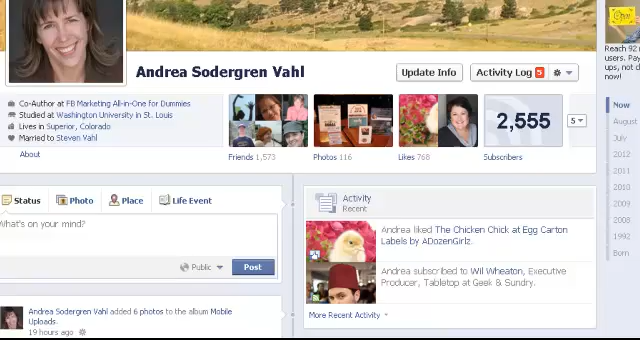 Andrea Sodergren Vahl
Update Info
Activity Log 5
Co-Author at FB Marketing All-in-One for Dummies
Studied at Washington University in St. Louis
Lives in Superior, Colorado
Married to Steven Vahl
About
2,555
5
Friends 1,573
Photos 116
Likes 768
Subscribers
Status
Photo
Place
Life Event
What's on your mind?
Public
Post
Andrea Sodergren Vahl added 6 photos to the album Mobile
Uploads.
19 hours ago
Activity
Recent
Andrea liked The Chicken Chick at Egg Carton
Labels by ADozenGirlz.
Andrea subscribed to Wil Wheaton, Executive
Producer, Tabletop at Geek & Sundry.
More Recent Activity
Reach 92
users. Pay
ups, not c
now!
Now
August
July
2012
2011
2010
2009
2008
1992
Born